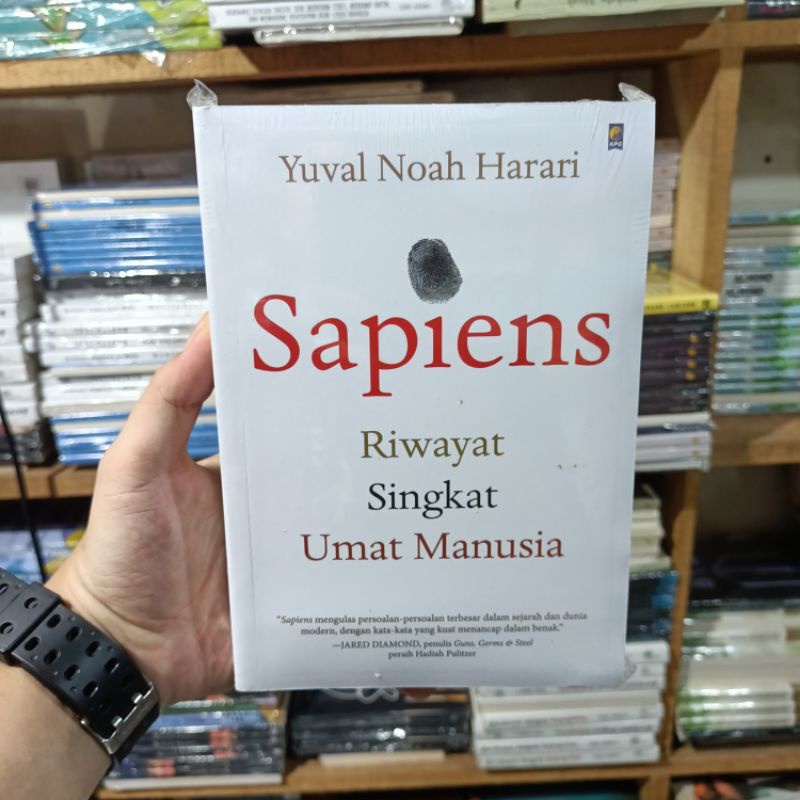 Yuval Noah Harari
KPG
Sapiens
Riwayat
Singkat
Umat Manusia
"Sapiens mengulas persoalan-persoalan terbesar dalam sejarah dan dunia
modern, dengan kata-kata yang kuat menancap dalam benak."
—JARED DIAMOND, penulis Guns, Germs & Steel
peraih Hadiah Pulitzer